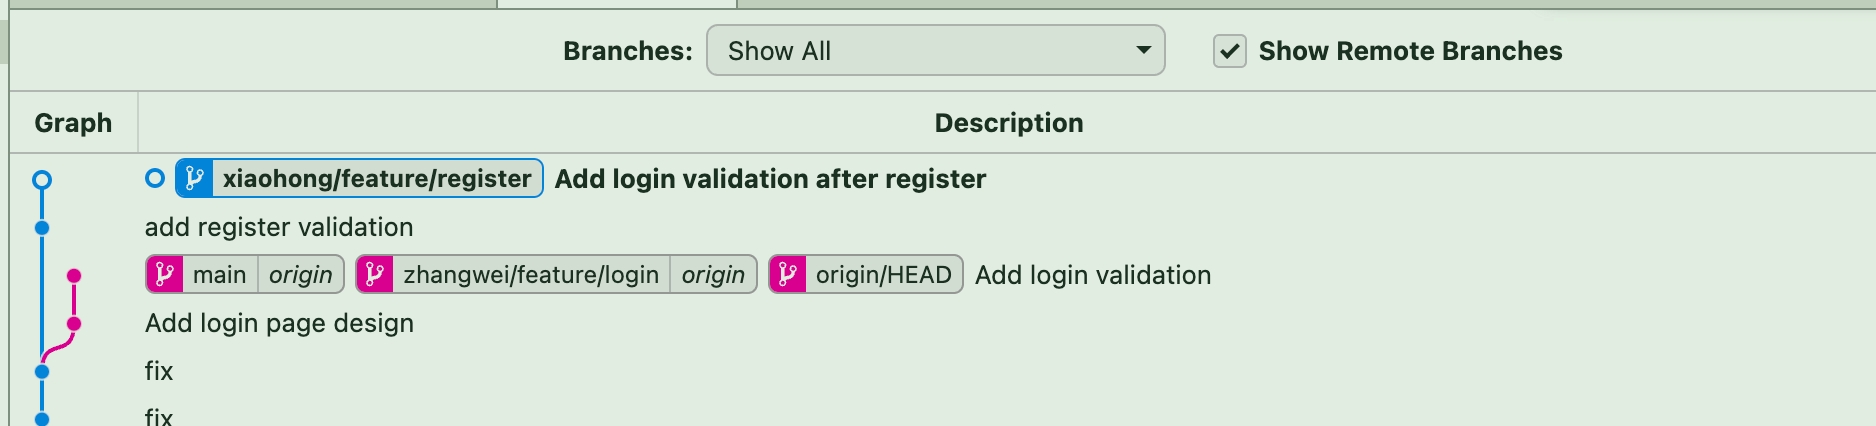 Branches: Show All Show Remote Branches
Graph Description
xiaohong/feature/register Add login validation after register
add register validation
main origin zhangwei/feature/login origin origin/HEAD Add login validation
Add login page design
fix
fix